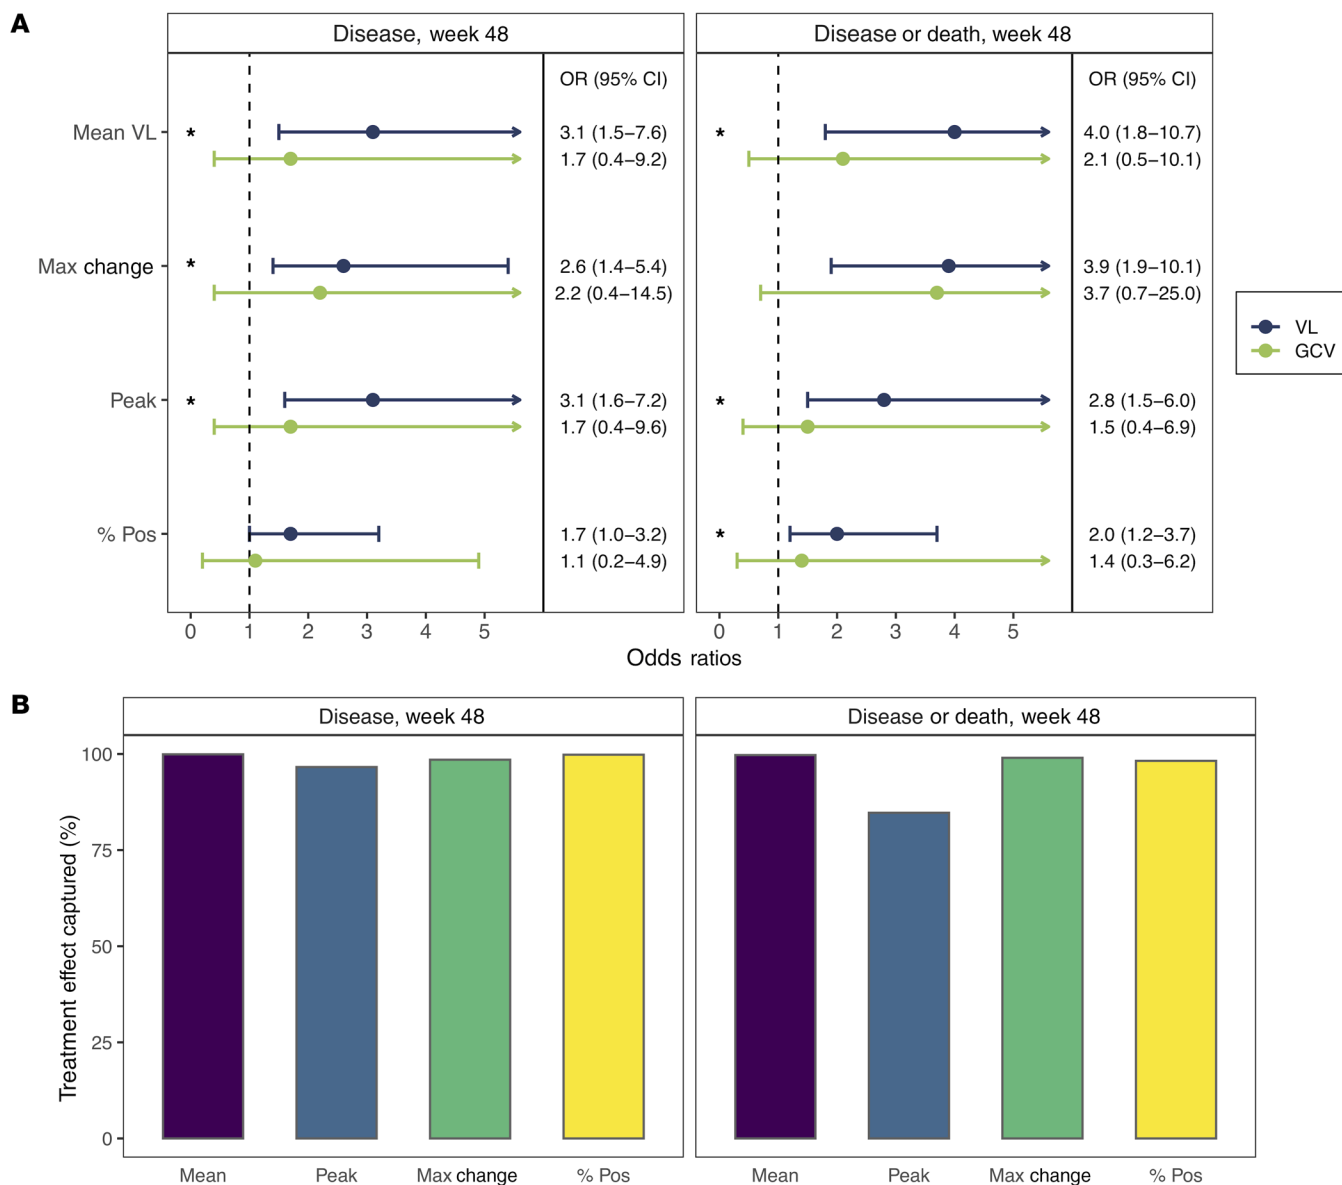 A
Disease, week 48
Disease or death, week 48
OR (95% CI)
OR (95% CI)
Mean VL
*
3.1 (1.5–7.6)
*
4.0 (1.8–10.7)
1.7 (0.4–9.2)
2.1 (0.5–10.1)
Max change
*
2.6 (1.4–5.4)
3.9 (1.9–10.1)
2.2 (0.4–14.5)
3.7 (0.7–25.0)
VL
GCV
Peak
*
3.1 (1.6–7.2)
*
2.8 (1.5–6.0)
1.7 (0.4–9.6)
1.5 (0.4–6.9)
% Pos
1.7 (1.0–3.2)
*
2.0 (1.2–3.7)
1.1 (0.2–4.9)
1.4 (0.3–6.2)
0 1 2 3 4 5
0 1 2 3 4 5
Odds ratios
B
Disease, week 48
Disease or death, week 48
Treatment effect captured (%)
100
75
50
25
0
Mean Peak Max change % Pos
Mean Peak Max change % Pos